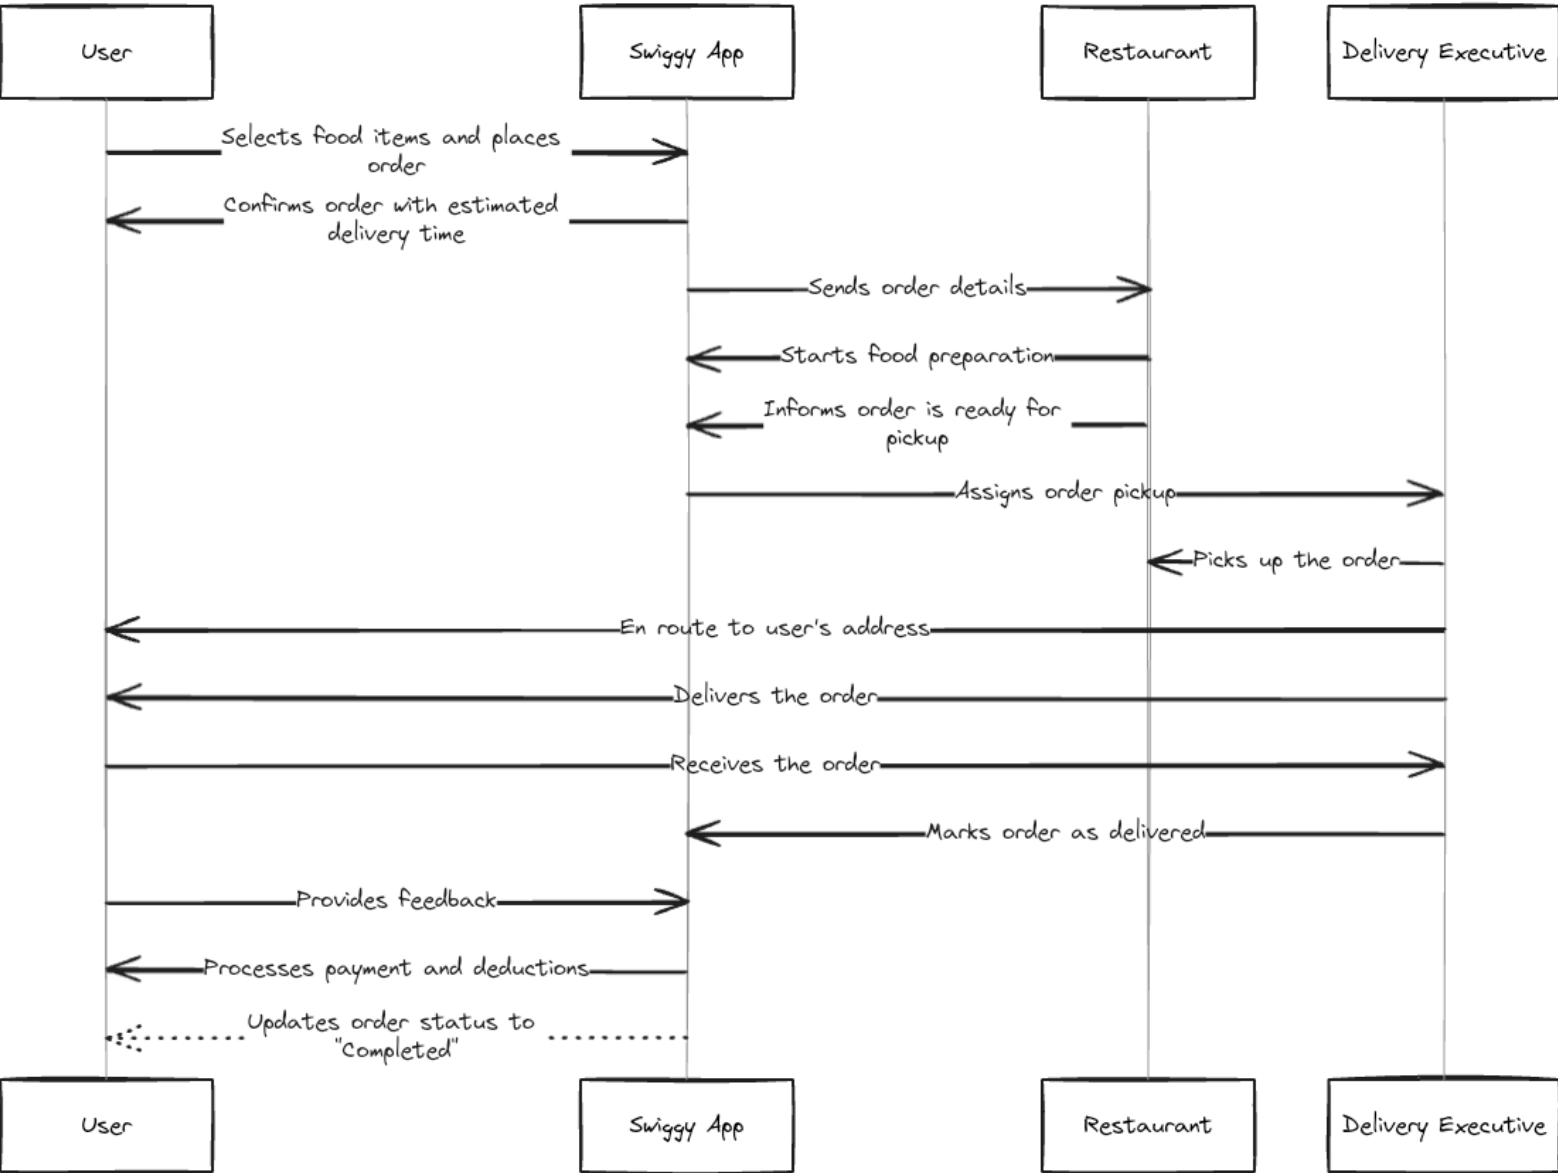 User
Swiggy App
Restaurant
Delivery Executive
Selects food items and places
order
Confirms order with estimated
delivery time
Sends order details
Starts food preparation
Informs order is ready for
pickup
Assigns order pickup
Picks up the order
En route to user's address
Delivers the order
Receives the order
Marks order as delivered
Provides feedback
Processes payment and deductions
Updates order status to
"Completed"
User
Swiggy App
Restaurant
Delivery Executive